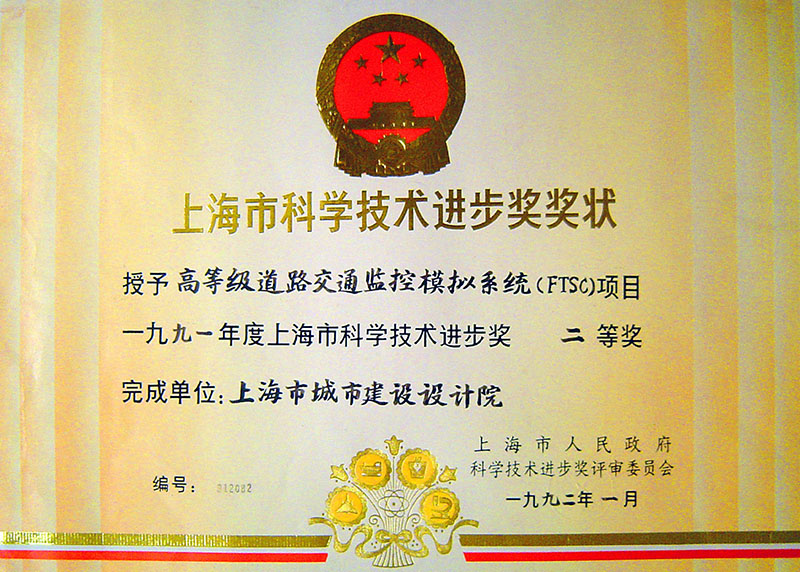 上海市科学技术进步奖奖状
授予 高等级道路交通监控模拟系统(FTSC)项目
一九九一年度上海市科学技术进步奖 二等奖
完成单位:上海市城市建设设计院
上海市人民政府
科学技术进步奖评审委员会
编号: 912082
一九九二年一月